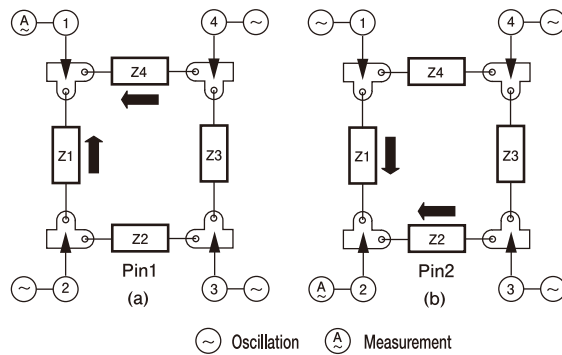 A 1 4 1 4
Z4 Z4
Z1 Z3 Z1 Z3
Z2 Z2
Pin1 Pin2
2 3 A 2 3
(a) (b)
~ Oscillation A Measurement